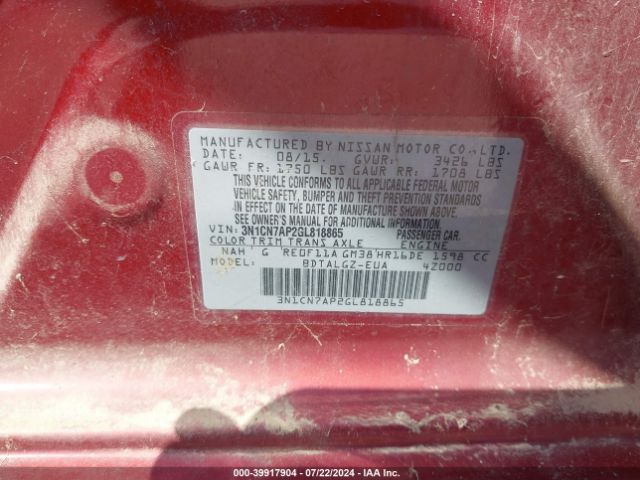 MANUFACTURED BY NISSAN MOTOR CO., LTD.
DATE: 08/15. GVWR: 3426 LBS
GAWR FR: 1750 LBS GAWR RR: 1708 LBS
THIS VEHICLE CONFORMS TO ALL APPLICABLE FEDERAL MOTOR
VEHICLE SAFETY, BUMPER AND THEFT PREVENTION STANDARDS
IN EFFECT ON THE DATE OF MANUFACTURE SHOWN ABOVE.
SEE OWNER'S MANUAL FOR ADDITIONAL INFORMATION
VIN: 3N1CN7AP2GL818865 PASSENGER CAR.
COLOR TRIM TRANS AXLE ENGINE
NAH G RE0F11A GM38 HR16DE 1598 CC
MODEL: BDTALGZ-EUA 4Z000
3N1CN7AP2GL818865
000-39917904 / 07/22/2024 - IAA Inc.